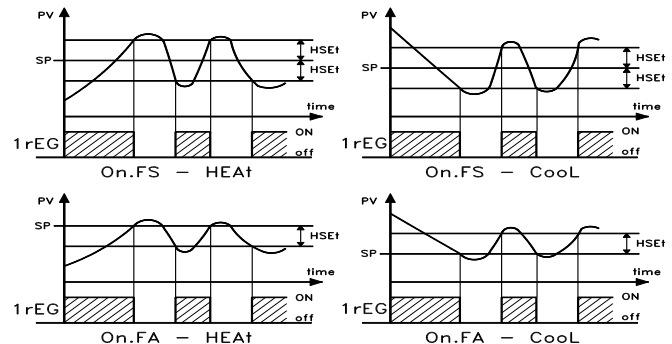 PV
HSEt
SP
HSEt
time
ON
1rEG
off
On.FS – HEAt
PV
HSEt
SP
HSEt
time
ON
1rEG
off
On.FS – CooL
PV
SP
HSEt
time
ON
1rEG
off
On.FA – HEAt
PV
HSEt
SP
time
ON
1rEG
off
On.FA – CooL